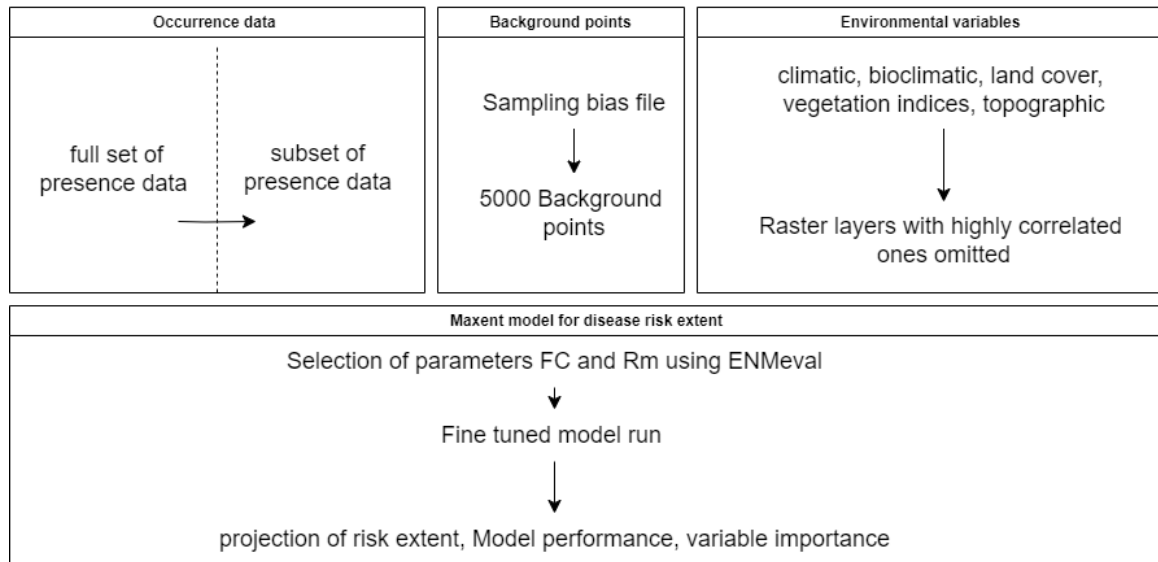 Occurrence data
full set of
presence data
subset of
presence data
Background points
Sampling bias file
5000 Background
points
Environmental variables
climatic, bioclimatic, land cover,
vegetation indices, topographic
Raster layers with highly correlated
ones omitted
Maxent model for disease risk extent
Selection of parameters FC and Rm using ENMeval
Fine tuned model run
projection of risk extent, Model performance, variable importance